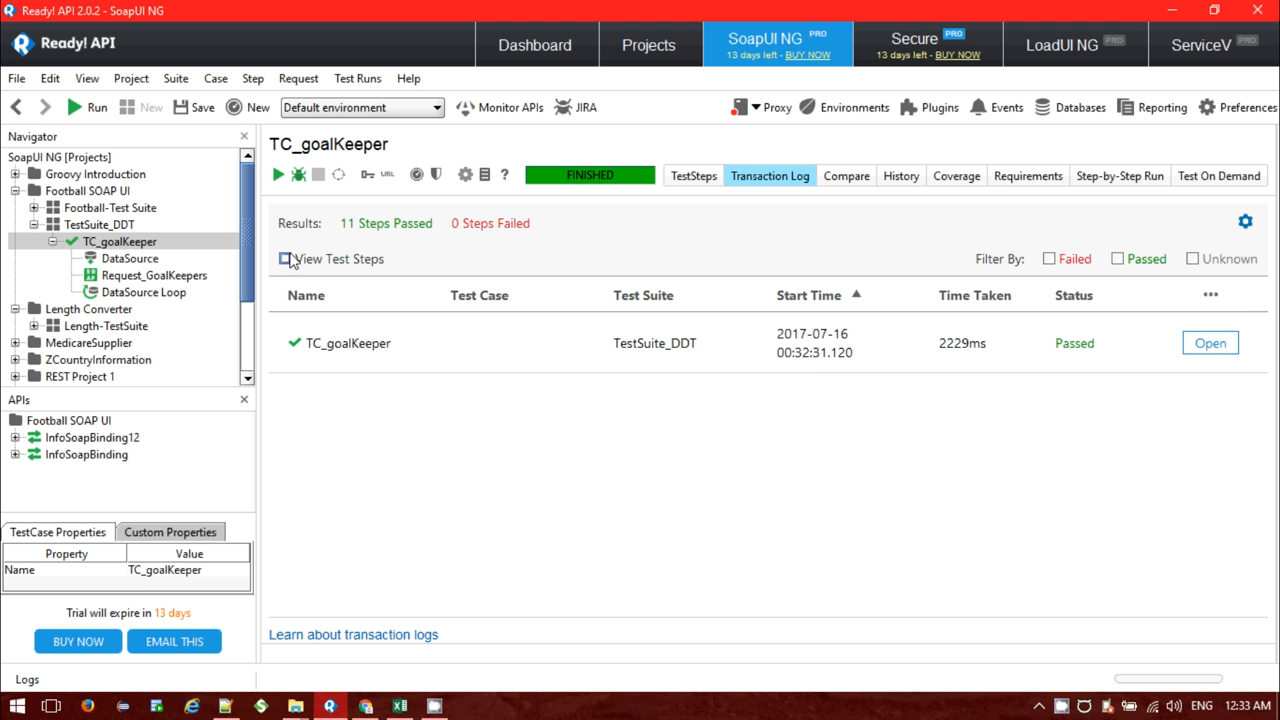 Ready! API 2.0.2 - SoapUI NG
Ready! API
Dashboard
Projects
SoapUI NG PRO
13 days left - BUY NOW
Secure PRO
13 days left - BUY NOW
LoadUI NG PRO
ServiceV PRO
File Edit View Project Suite Case Step Request Test Runs Help
Run New Save New Default environment Monitor APIs JIRA Proxy Environments Plugins Events Databases Reporting Preferences
Navigator
SoapUI NG [Projects]
Groovy Introduction
Football SOAP UI
Football-Test Suite
TestSuite_DDT
TC_goalKeeper
DataSource
Request_GoalKeepers
DataSource Loop
Length Converter
Length-TestSuite
MedicareSupplier
ZCountryInformation
REST Project 1
APIs
Football SOAP UI
InfoSoapBinding12
InfoSoapBinding
TestCase Properties Custom Properties
Property Value
Name TC_goalKeeper
Trial will expire in 13 days
BUY NOW EMAIL THIS
Logs
TC_goalKeeper
URL ? FINISHED TestSteps Transaction Log Compare History Coverage Requirements Step-by-Step Run Test On Demand
Results: 11 Steps Passed 0 Steps Failed
View Test Steps Filter By: Failed Passed Unknown
Name Test Case Test Suite Start Time Time Taken Status ...
TC_goalKeeper TestSuite_DDT 2017-07-16 00:32:31.120 2229ms Passed Open
Learn about transaction logs
ENG 12:33 AM